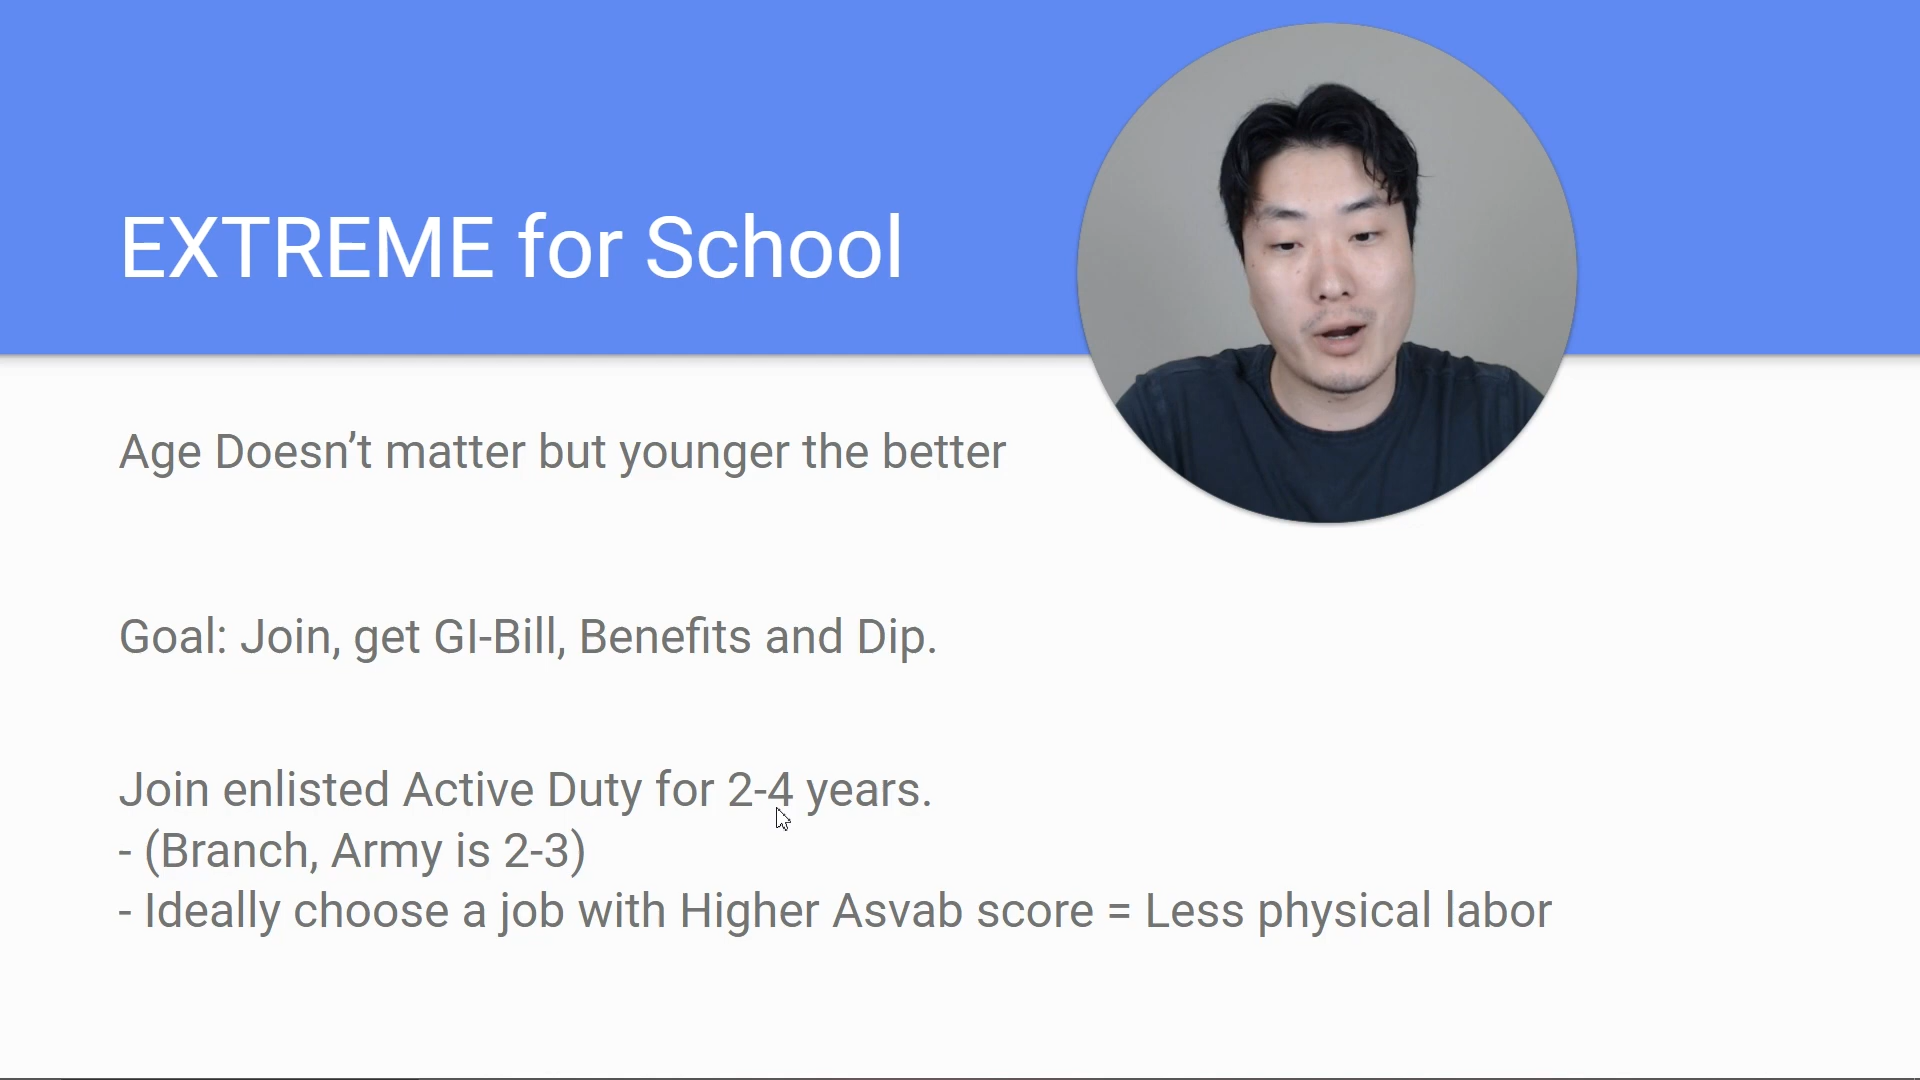 EXTREME for School
Age Doesn’t matter but younger the better
Goal: Join, get GI-Bill, Benefits and Dip.
Join enlisted Active Duty for 2-4 years.
- (Branch, Army is 2-3)
- Ideally choose a job with Higher Asvab score = Less physical labor